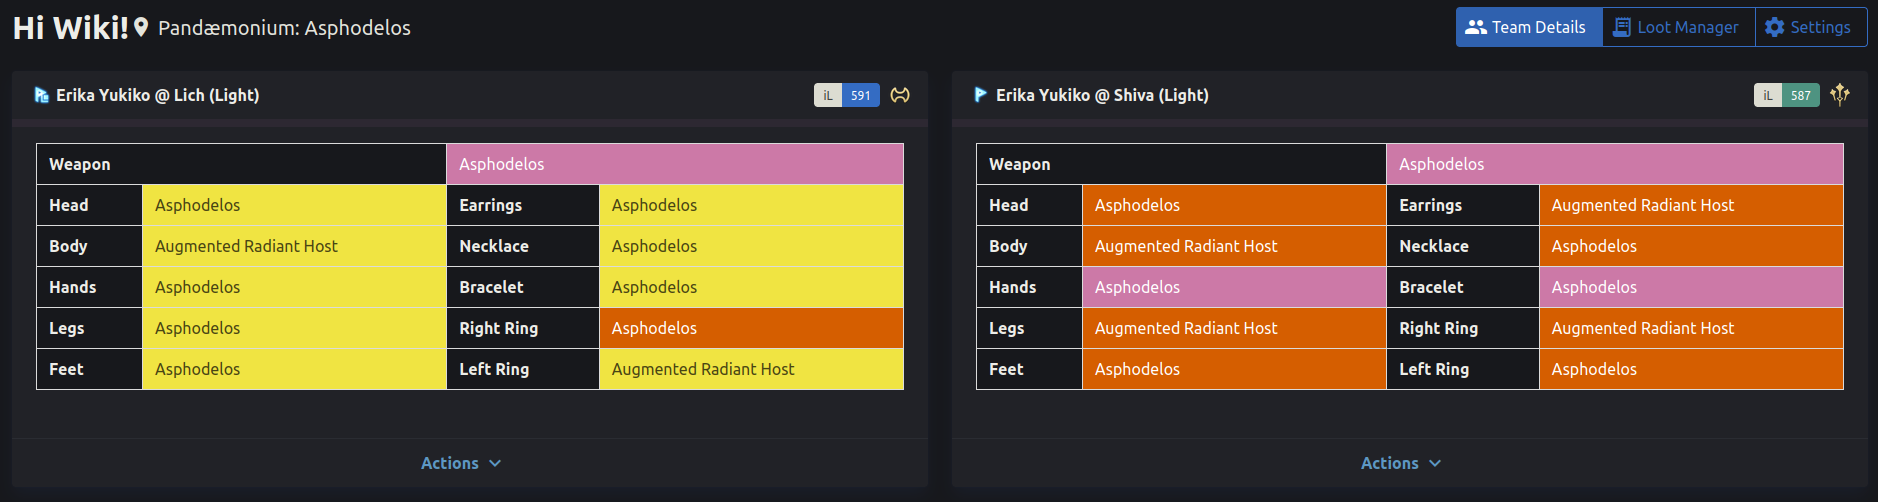 Hi Wiki! Pandæmonium: Asphodelos
Team Details Loot Manager Settings
Erika Yukiko @ Lich (Light) iL 591
Weapon Asphodelos
Head Asphodelos Earrings Asphodelos
Body Augmented Radiant Host Necklace Asphodelos
Hands Asphodelos Bracelet Asphodelos
Legs Asphodelos Right Ring Asphodelos
Feet Asphodelos Left Ring Augmented Radiant Host
Actions
Erika Yukiko @ Shiva (Light) iL 587
Weapon Asphodelos
Head Asphodelos Earrings Augmented Radiant Host
Body Augmented Radiant Host Necklace Asphodelos
Hands Asphodelos Bracelet Asphodelos
Legs Augmented Radiant Host Right Ring Augmented Radiant Host
Feet Asphodelos Left Ring Asphodelos
Actions